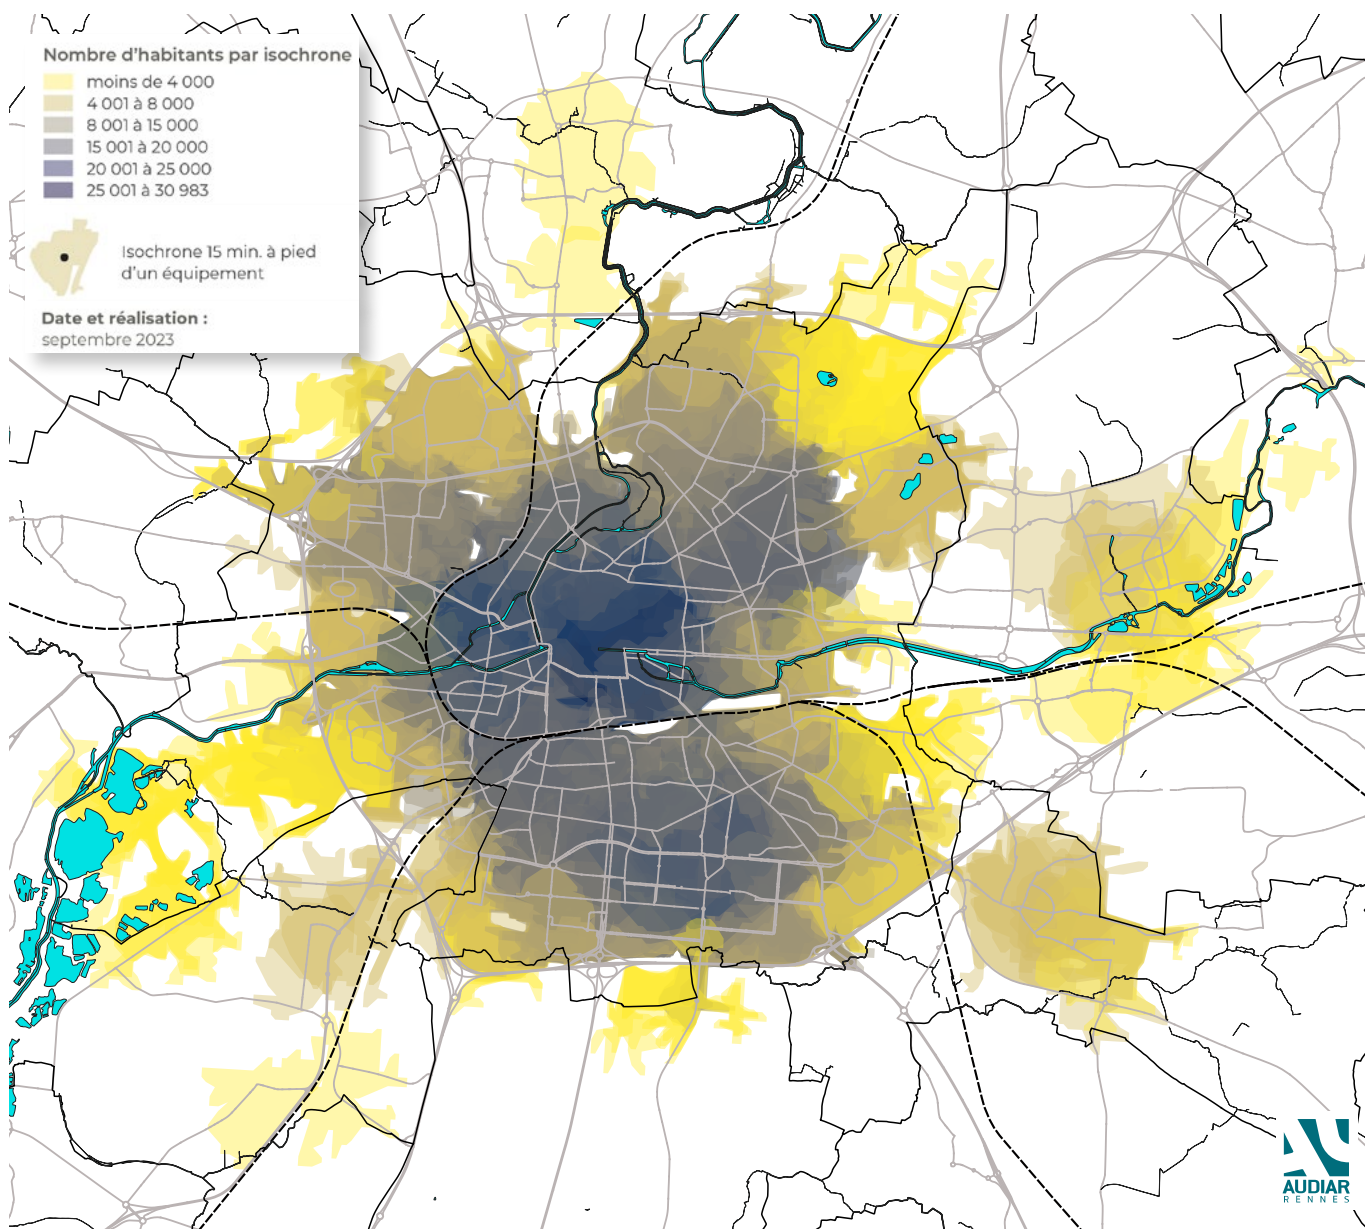 Nombre d'habitants par isochrone
moins de 4 000
4 001 à 8 000
8 001 à 15 000
15 001 à 20 000
20 001 à 25 000
25 001 à 30 983
Isochrone 15 min. à pied
d'un équipement
Date et réalisation :
septembre 2023
AUDIAR
RENNES